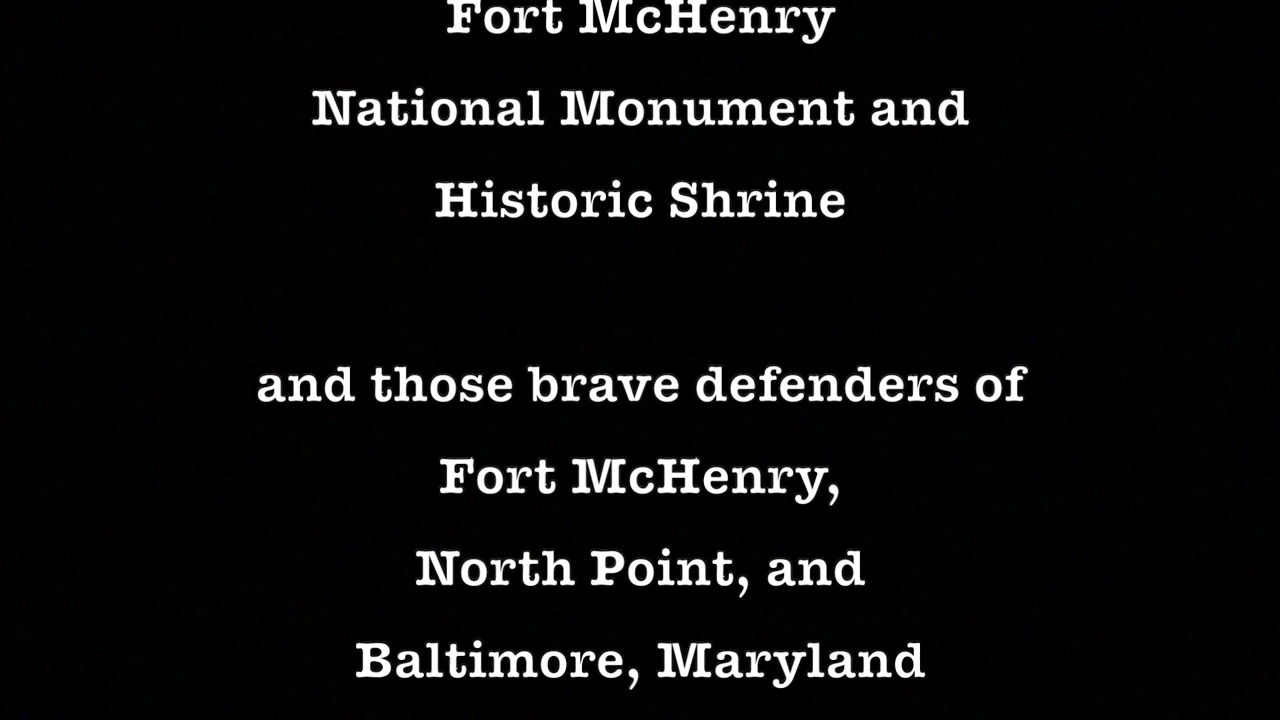 Fort McHenry
National Monument and
Historic Shrine
and those brave defenders of
Fort McHenry,
North Point, and
Baltimore, Maryland